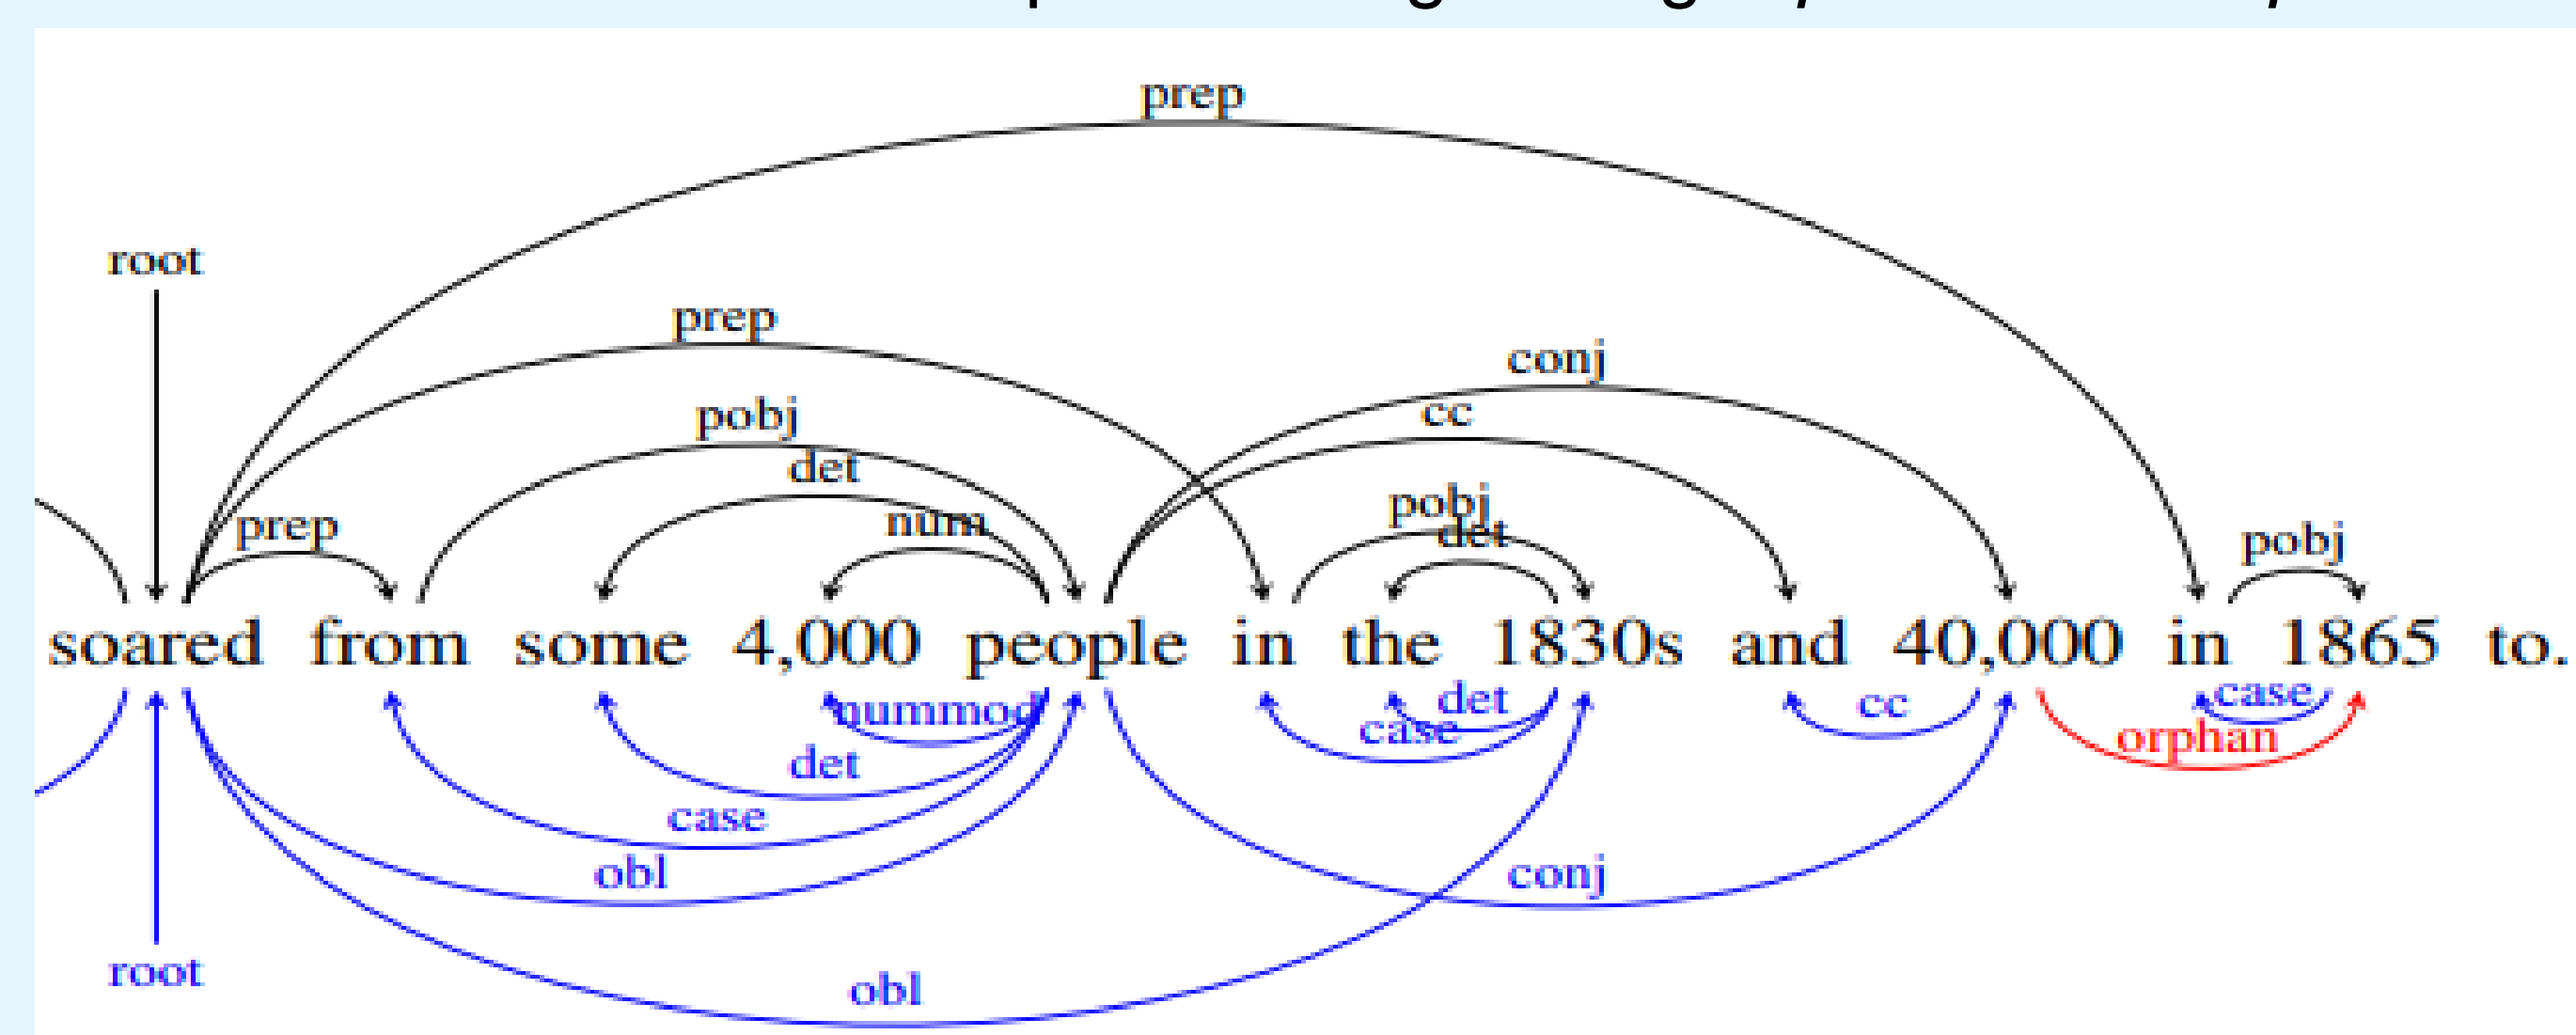 prep
root
prep
conj
pobj
cc
det
pobj
num
prep
det
pobj
soared from some 4,000 people in the 1830s and 40,000 in 1865 to.
nummod
det
case
cc
case
orphan
det
case
obl
conj
root
obl